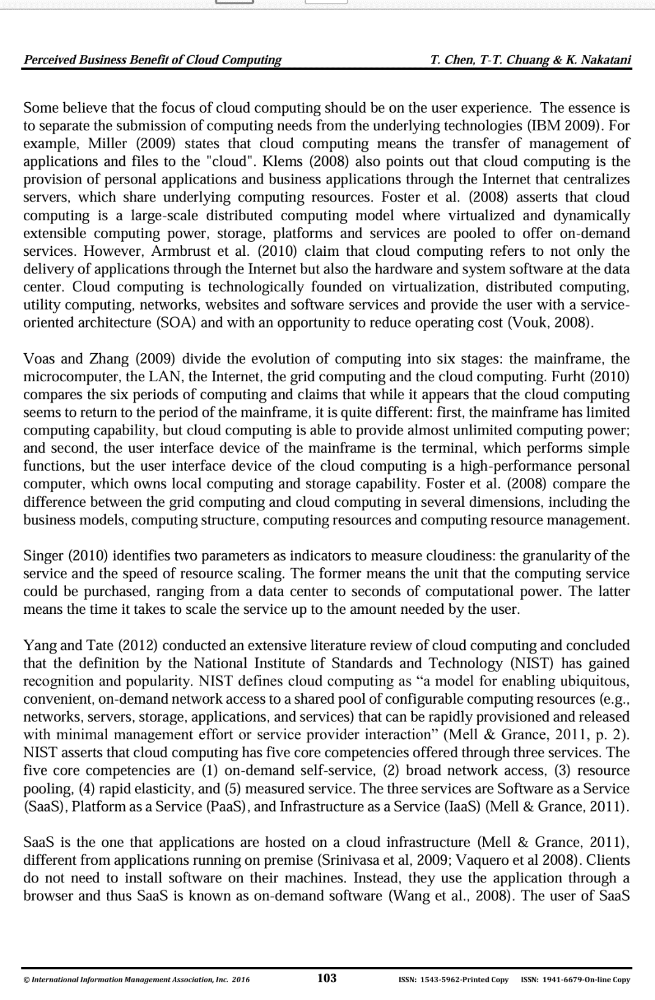 Perceived Business Benefit of Cloud Computing T. Chen, T-T. Chuang & K. Nakatani
Some believe that the focus of cloud computing should be on the user experience. The essence is
to separate the submission of computing needs from the underlying technologies (IBM 2009). For
example, Miller (2009) states that cloud computing means the transfer of management of
applications and files to the "cloud". Klems (2008) also points out that cloud computing is the
provision of personal applications and business applications through the Internet that centralizes
servers, which share underlying computing resources. Foster et al. (2008) asserts that cloud
computing is a large-scale distributed computing model where virtualized and dynamically
extensible computing power, storage, platforms and services are pooled to offer on-demand
services. However, Armbrust et al. (2010) claim that cloud computing refers to not only the
delivery of applications through the Internet but also the hardware and system software at the data
center. Cloud computing is technologically founded on virtualization, distributed computing,
utility computing, networks, websites and software services and provide the user with a service-
oriented architecture (SOA) and with an opportunity to reduce operating cost (Vouk, 2008).
Voas and Zhang (2009) divide the evolution of computing into six stages: the mainframe, the
microcomputer, the LAN, the Internet, the grid computing and the cloud computing. Furht (2010)
compares the six periods of computing and claims that while it appears that the cloud computing
seems to return to the period of the mainframe, it is quite different: first, the mainframe has limited
computing capability, but cloud computing is able to provide almost unlimited computing power;
and second, the user interface device of the mainframe is the terminal, which performs simple
functions, but the user interface device of the cloud computing is a high-performance personal
computer, which owns local computing and storage capability. Foster et al. (2008) compare the
difference between the grid computing and cloud computing in several dimensions, including the
business models, computing structure, computing resources and computing resource management.
Singer (2010) identifies two parameters as indicators to measure cloudiness: the granularity of the
service and the speed of resource scaling. The former means the unit that the computing service
could be purchased, ranging from a data center to seconds of computational power. The latter
means the time it takes to scale the service up to the amount needed by the user.
Yang and Tate (2012) conducted an extensive literature review of cloud computing and concluded
that the definition by the National Institute of Standards and Technology (NIST) has gained
recognition and popularity. NIST defines cloud computing as “a model for enabling ubiquitous,
convenient, on-demand network access to a shared pool of configurable computing resources (e.g.,
networks, servers, storage, applications, and services) that can be rapidly provisioned and released
with minimal management effort or service provider interaction” (Mell & Grance, 2011, p. 2).
NIST asserts that cloud computing has five core competencies offered through three services. The
five core competencies are (1) on-demand self-service, (2) broad network access, (3) resource
pooling, (4) rapid elasticity, and (5) measured service. The three services are Software as a Service
(SaaS), Platform as a Service (PaaS), and Infrastructure as a Service (IaaS) (Mell & Grance, 2011).
SaaS is the one that applications are hosted on a cloud infrastructure (Mell & Grance, 2011),
different from applications running on premise (Srinivasa et al, 2009; Vaquero et al 2008). Clients
do not need to install software on their machines. Instead, they use the application through a
browser and thus SaaS is known as on-demand software (Wang et al., 2008). The user of SaaS
© International Information Management Association, Inc. 2016 103 ISSN: 1543-5962-Printed Copy ISSN: 1941-6679-On-line Copy